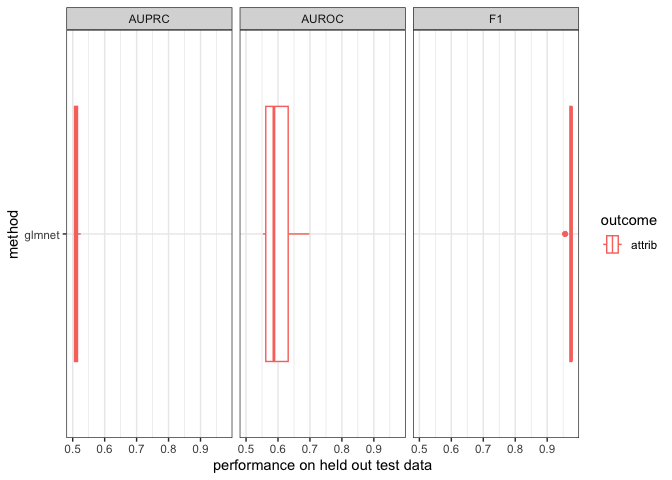 AUPRC AUROC F1
method
glmnet
outcome
attrib
0.5 0.6 0.7 0.8 0.9 0.5 0.6 0.7 0.8 0.9 0.5 0.6 0.7 0.8 0.9
performance on held out test data